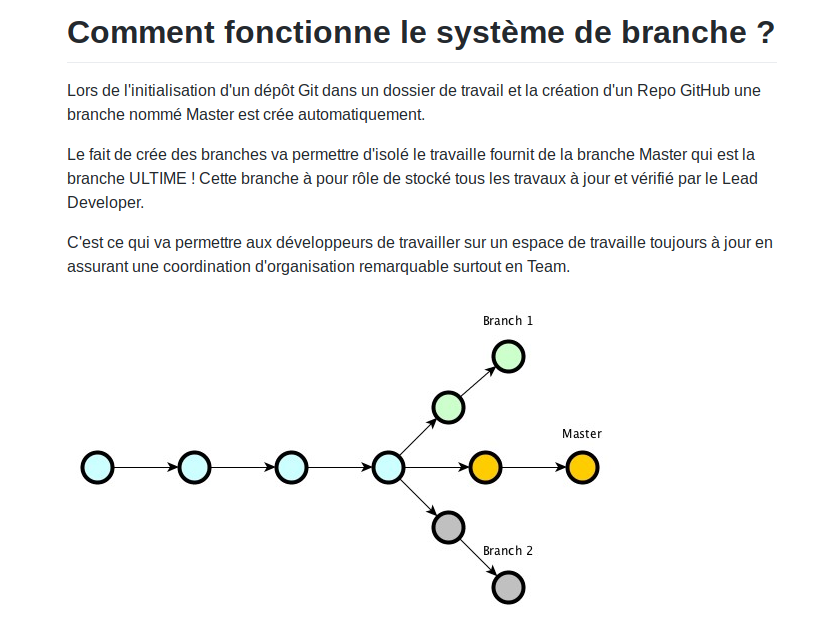 Comment fonctionne le système de branche ?
Lors de l'initialisation d'un dépôt Git dans un dossier de travail et la création d'un Repo GitHub une
branche nommé Master est crée automatiquement.
Le fait de crée des branches va permettre d'isolé le travaille fournit de la branche Master qui est la
branche ULTIME ! Cette branche à pour rôle de stocké tous les travaux à jour et vérifié par le Lead
Developer.
C'est ce qui va permettre aux développeurs de travailler sur un espace de travaille toujours à jour en
assurant une coordination d'organisation remarquable surtout en Team.
Branch 1
Master
Branch 2